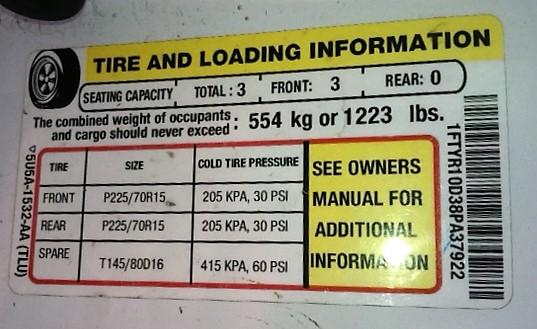 TIRE AND LOADING INFORMATION
SEATING CAPACITY TOTAL : 3 FRONT: 3 REAR: 0
The combined weight of occupants
and cargo should never exceed : 554 kg or 1223 lbs.
TIRE SIZE COLD TIRE PRESSURE
FRONT P225/70R15 205 KPA, 30 PSI
REAR P225/70R15 205 KPA, 30 PSI
SPARE T145/80D16 415 KPA, 60 PSI
SEE OWNERS
MANUAL FOR
ADDITIONAL
INFORMATION
5U5A-1532-AA (TLU)
1FTYR10D38PA37922